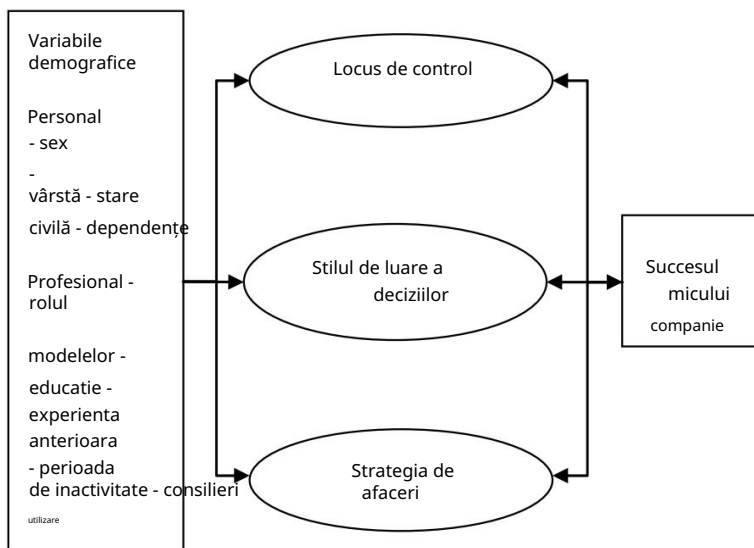 Variabile
demografice
Personal
- sex
-
vârstă - stare
civilă - dependențe
Profesional -
rolul
modelelor -
educatie -
experienta
anterioara
- perioada
de inactivitate - consilieri
utilizare
Locus de control
Stilul de luare a
deciziilor
Strategia de
afaceri
Succesul
micului
companie